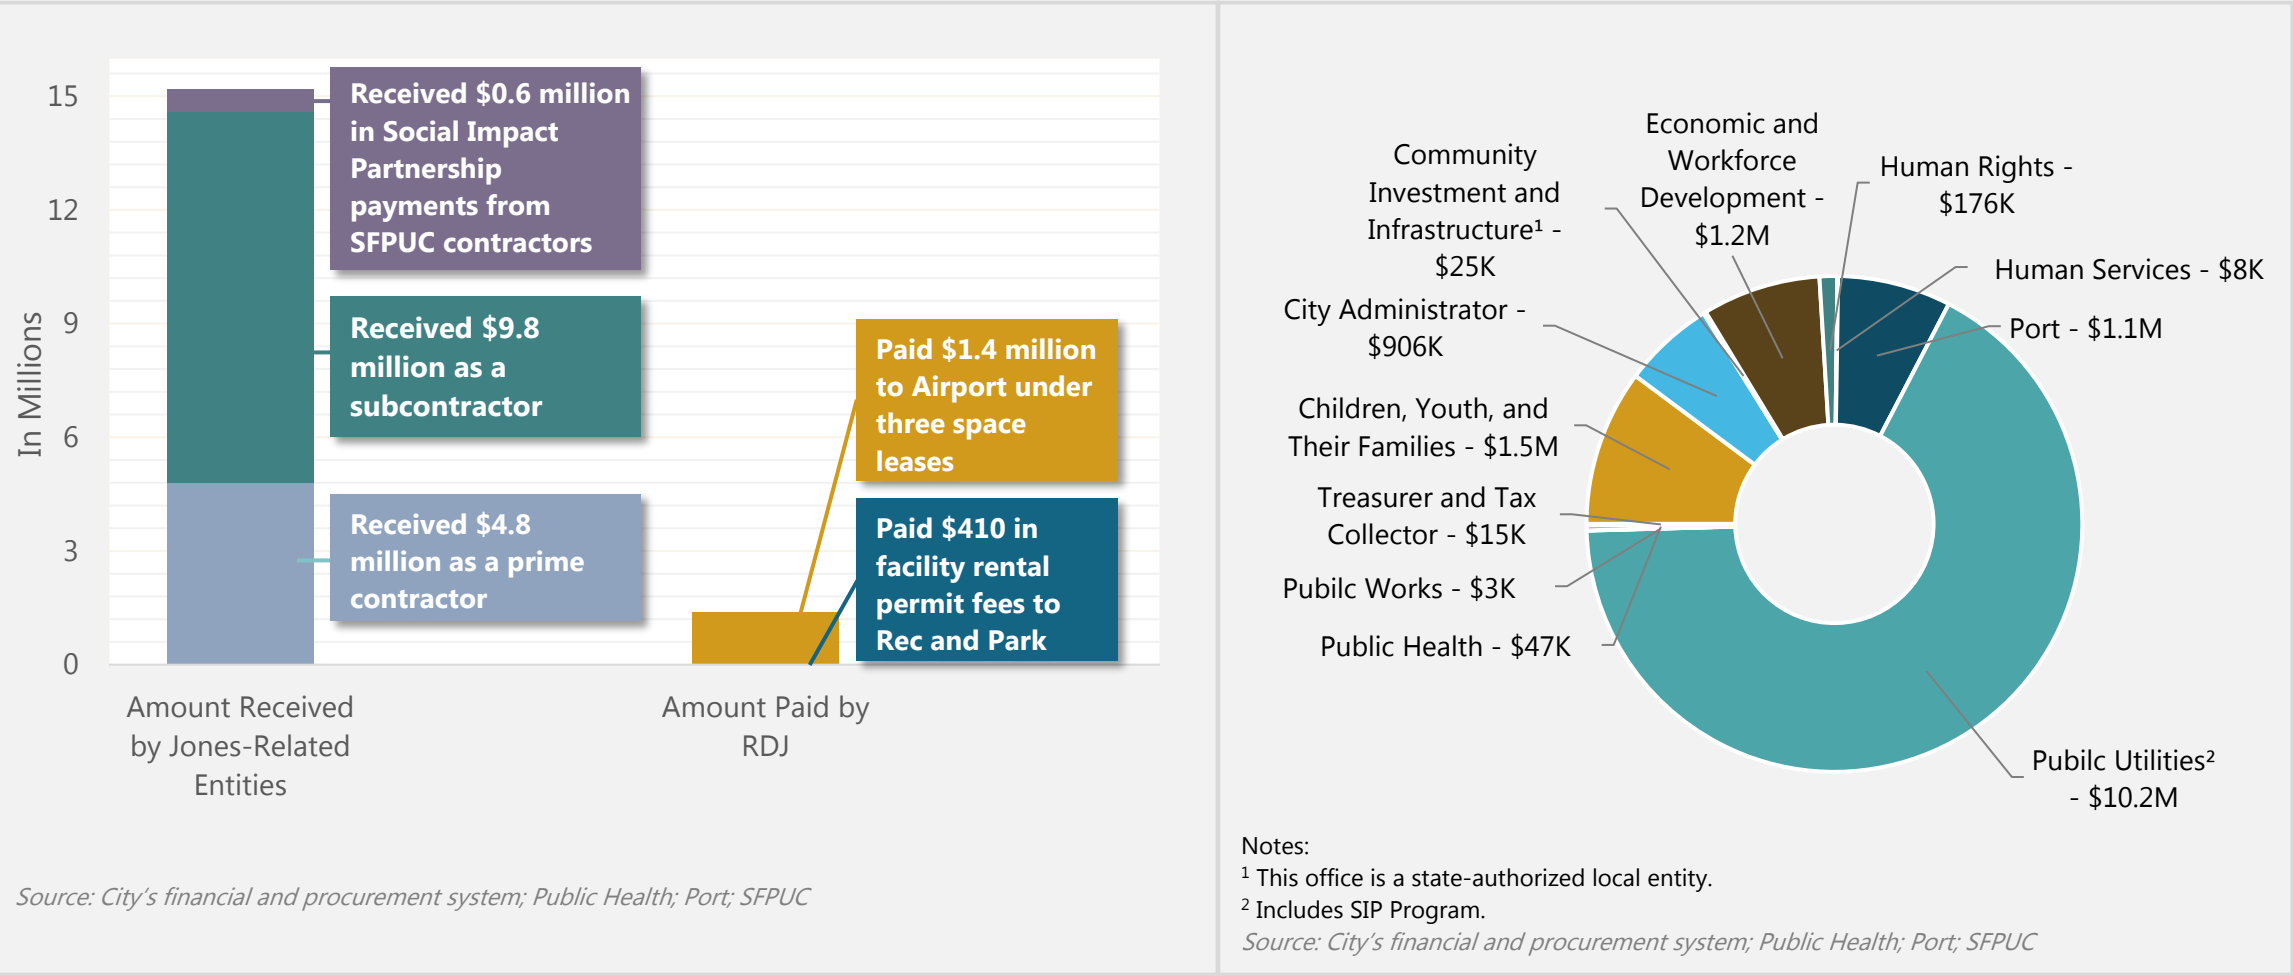 15
12
9
6
3
0
In Millions
Received $0.6 million
in Social Impact
Partnership
payments from
SFPUC contractors
Received $9.8
million as a
subcontractor
Received $4.8
million as a prime
contractor
Paid $1.4 million
to Airport under
three space
leases
Paid $410 in
facility rental
permit fees to
Rec and Park
Amount Received
by Jones-Related
Entities
Amount Paid by
RDJ
Source: City's financial and procurement system; Public Health; Port; SFPUC
Economic and
Workforce
Development -
$1.2M
Community
Investment and
Infrastructure¹ -
$25K
Human Rights -
$176K
Human Services - $8K
Port - $1.1M
City Administrator -
$906K
Children, Youth, and
Their Families - $1.5M
Treasurer and Tax
Collector - $15K
Pubilc Works - $3K
Public Health - $47K
Pubilc Utilities²
- $10.2M
Notes:
¹ This office is a state-authorized local entity.
² Includes SIP Program.
Source: City's financial and procurement system; Public Health; Port; SFPUC